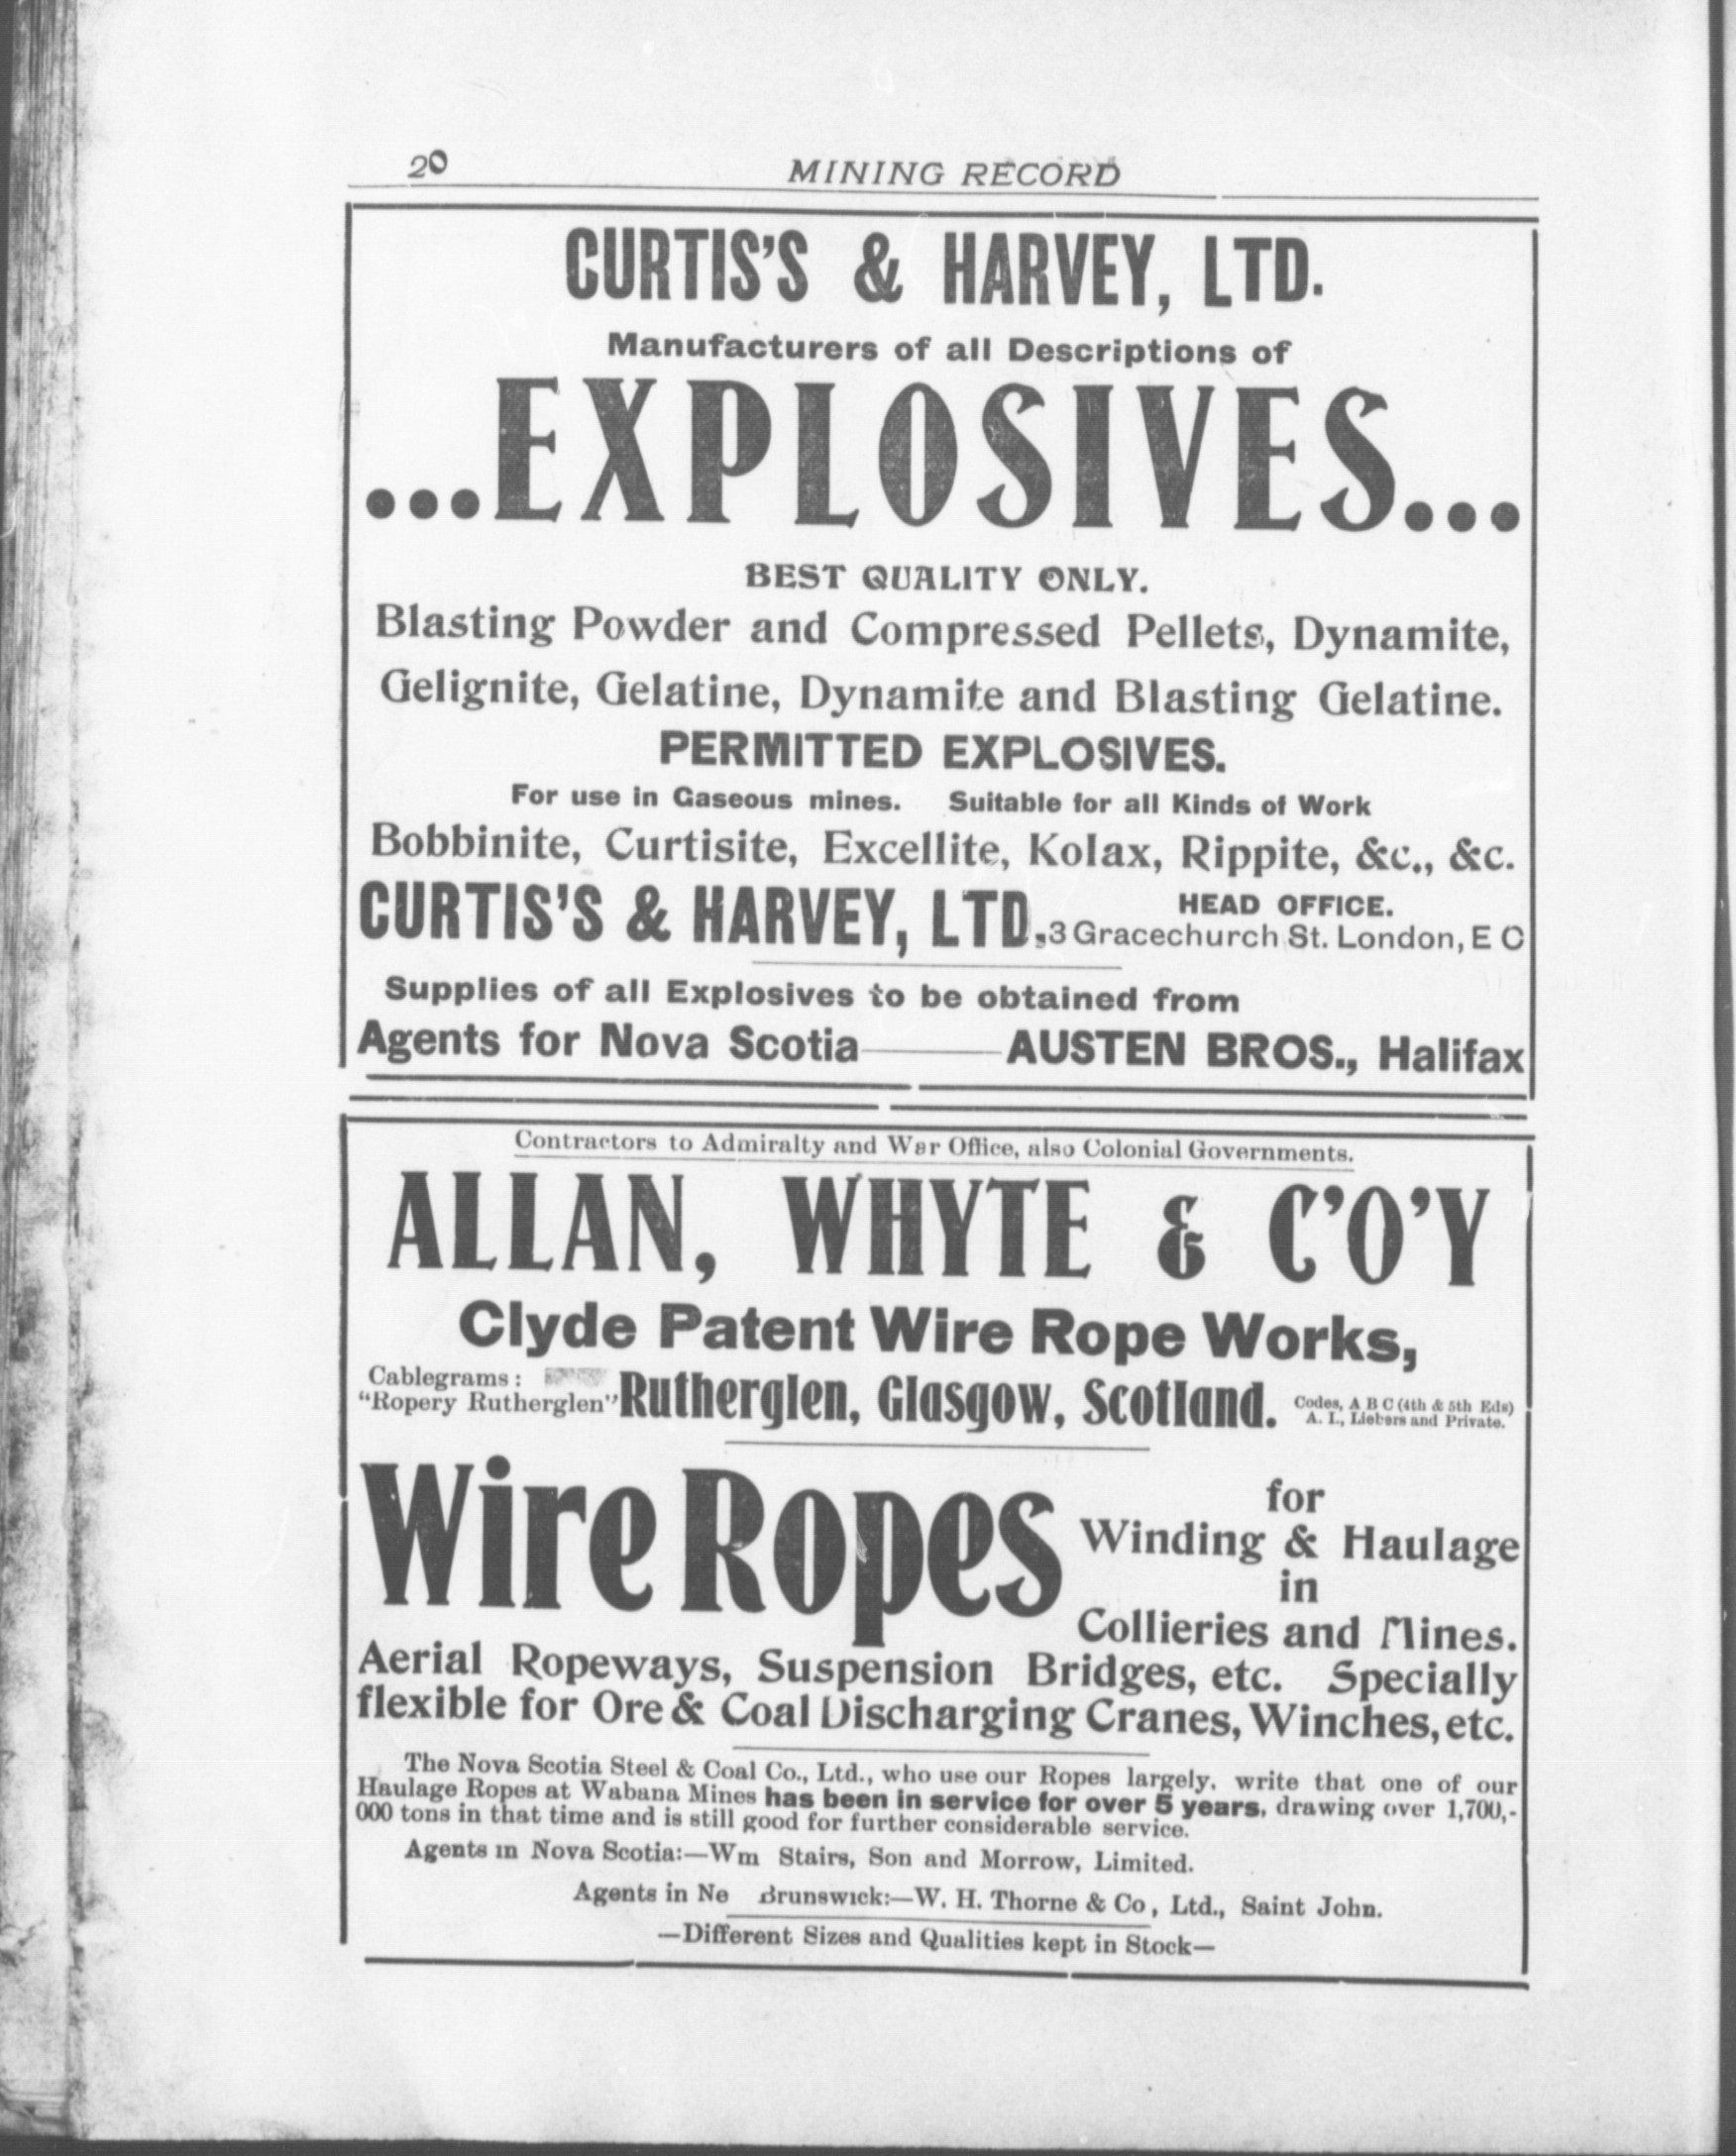 20
MINING RECORD
CURTIS'S & HARVEY, LTD.
Manufacturers of all Descriptions of
...EXPLOSIVES...
BEST QUALITY ONLY.
Blasting Powder and Compressed Pellets, Dynamite,
Gelignite, Gelatine, Dynamite and Blasting Gelatine.
PERMITTED EXPLOSIVES.
For use in Gaseous mines. Suitable for all Kinds of Work
Bobbinite, Curtisite, Excellite, Kolax, Rippite, &c., &c.
CURTIS'S & HARVEY, LTD.
HEAD OFFICE.
3 Gracechurch St. London, E C
Supplies of all Explosives to be obtained from
Agents for Nova Scotia——AUSTEN BROS., Halifax
Contractors to Admiralty and War Office, also Colonial Governments.
ALLAN, WHYTE & C'O'Y
Clyde Patent Wire Rope Works,
Cablegrams:
"Ropery Rutherglen"
Rutherglen, Glasgow, Scotland.
Codes, A B C (4th & 5th Eds)
A. I., Liebers and Private.
Wire Ropes
for
Winding & Haulage
in
Collieries and Mines.
Aerial Ropeways, Suspension Bridges, etc. Specially
flexible for Ore & Coal Discharging Cranes, Winches, etc.
The Nova Scotia Steel & Coal Co., Ltd., who use our Ropes largely, write that one of our
Haulage Ropes at Wabana Mines has been in service for over 5 years, drawing over 1,700,-
000 tons in that time and is still good for further considerable service.
Agents in Nova Scotia:—Wm Stairs, Son and Morrow, Limited.
Agents in Ne Brunswick:—W. H. Thorne & Co, Ltd., Saint John.
—Different Sizes and Qualities kept in Stock—